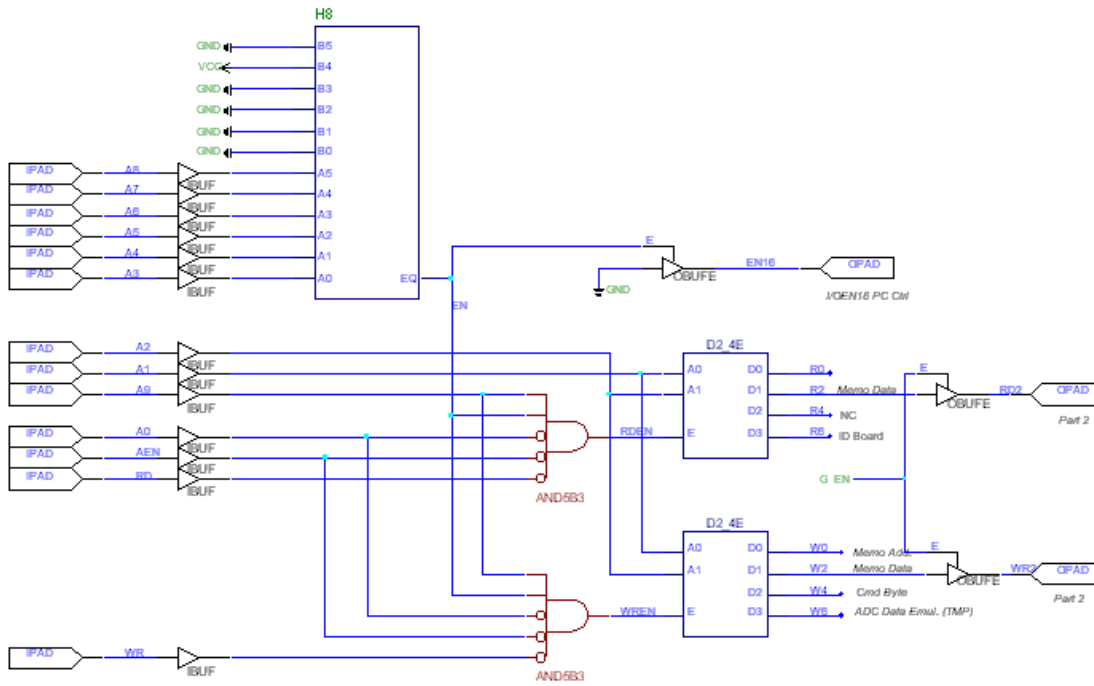 H8
GND B5
VCC B4
GND B3
GND B2
GND B1
GND B0
IPAD A8 IBUF A5
IPAD A7 IBUF A4
IPAD A6 IBUF A3
IPAD A5 IBUF A2
IPAD A4 IBUF A1
IPAD A3 IBUF A0
EQ
EN
E
GND
OBUFE
EN16
OPAD
I/OEN16 PC Ctrl
IPAD A2
IPAD A1 IBUF
IPAD A9
IBUF
IPAD A0
IPAD AEN
IPAD RD
IBUF
AND5B3
RDEN
D2_4E
A0 D0 R0
A1 D1 R2 Memo Data
D2 R4 NC
E D3 R6 ID Board
E
OBUFE
RD2
OPAD
Part 2
G_EN
D2_4E
A0 D0 W0 Memo Add.
A1 D1 W2 Memo Data
D2 W4 Cmd Byte
E D3 W6 ADC Data Emul. (TMP)
E
OBUFE
WR2
OPAD
Part 2
WREN
AND5B3
IPAD WR
IBUF